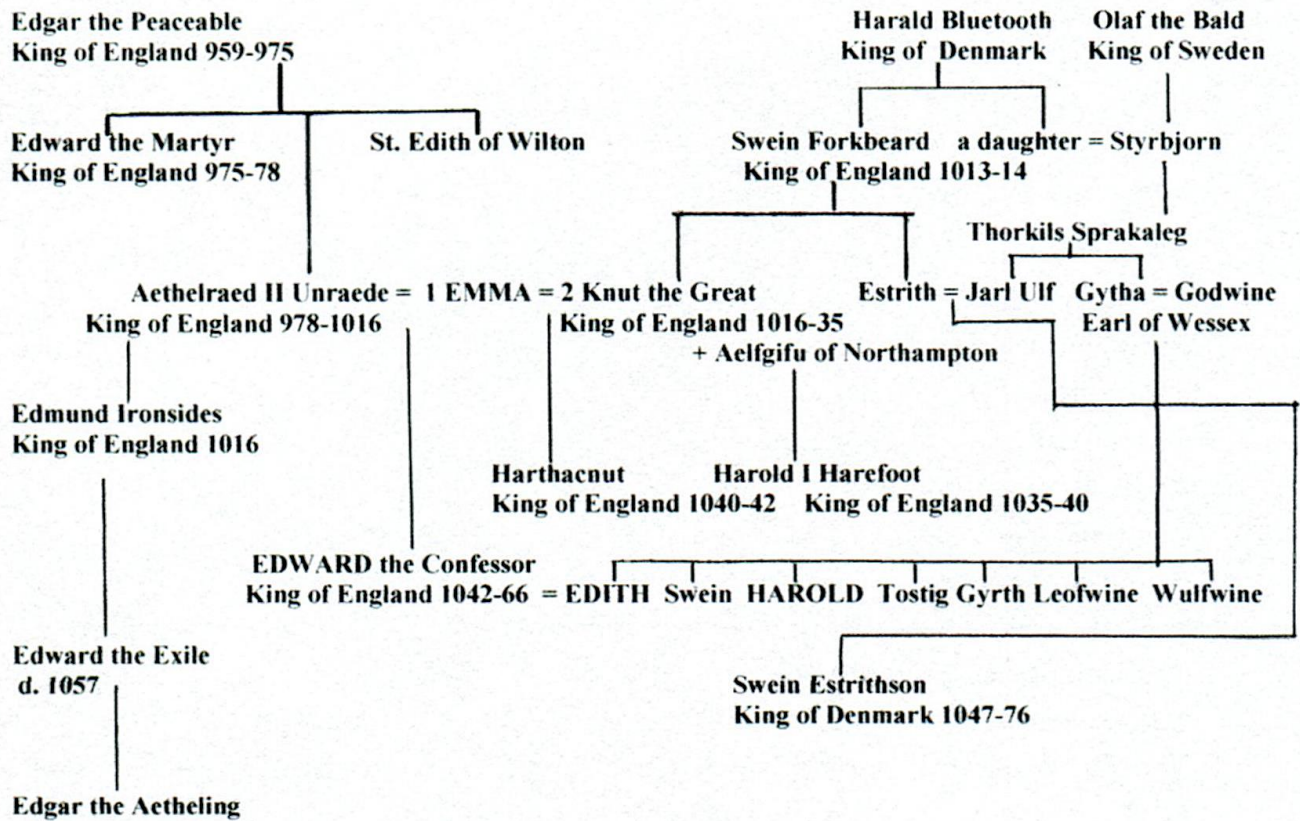 Edgar the Peaceable
King of England 959-975
Harald Bluetooth
King of Denmark
Olaf the Bald
King of Sweden
Edward the Martyr
King of England 975-78
St. Edith of Wilton
Swein Forkbeard a daughter = Styrbjorn
King of England 1013-14
Thorkils Sprakaleg
Aethelraed II Unraede = 1 EMMA = 2 Knut the Great
King of England 978-1016
King of England 1016-35
+ Aelfgifu of Northampton
Estrith = Jarl Ulf
Gytha = Godwine
Earl of Wessex
Edmund Ironsides
King of England 1016
Harthacnut
King of England 1040-42
Harold I Harefoot
King of England 1035-40
EDWARD the Confessor
King of England 1042-66 = EDITH Swein HAROLD Tostig Gyrth Leofwine Wulfwine
Edward the Exile
d. 1057
Swein Estrithson
King of Denmark 1047-76
Edgar the Aetheling